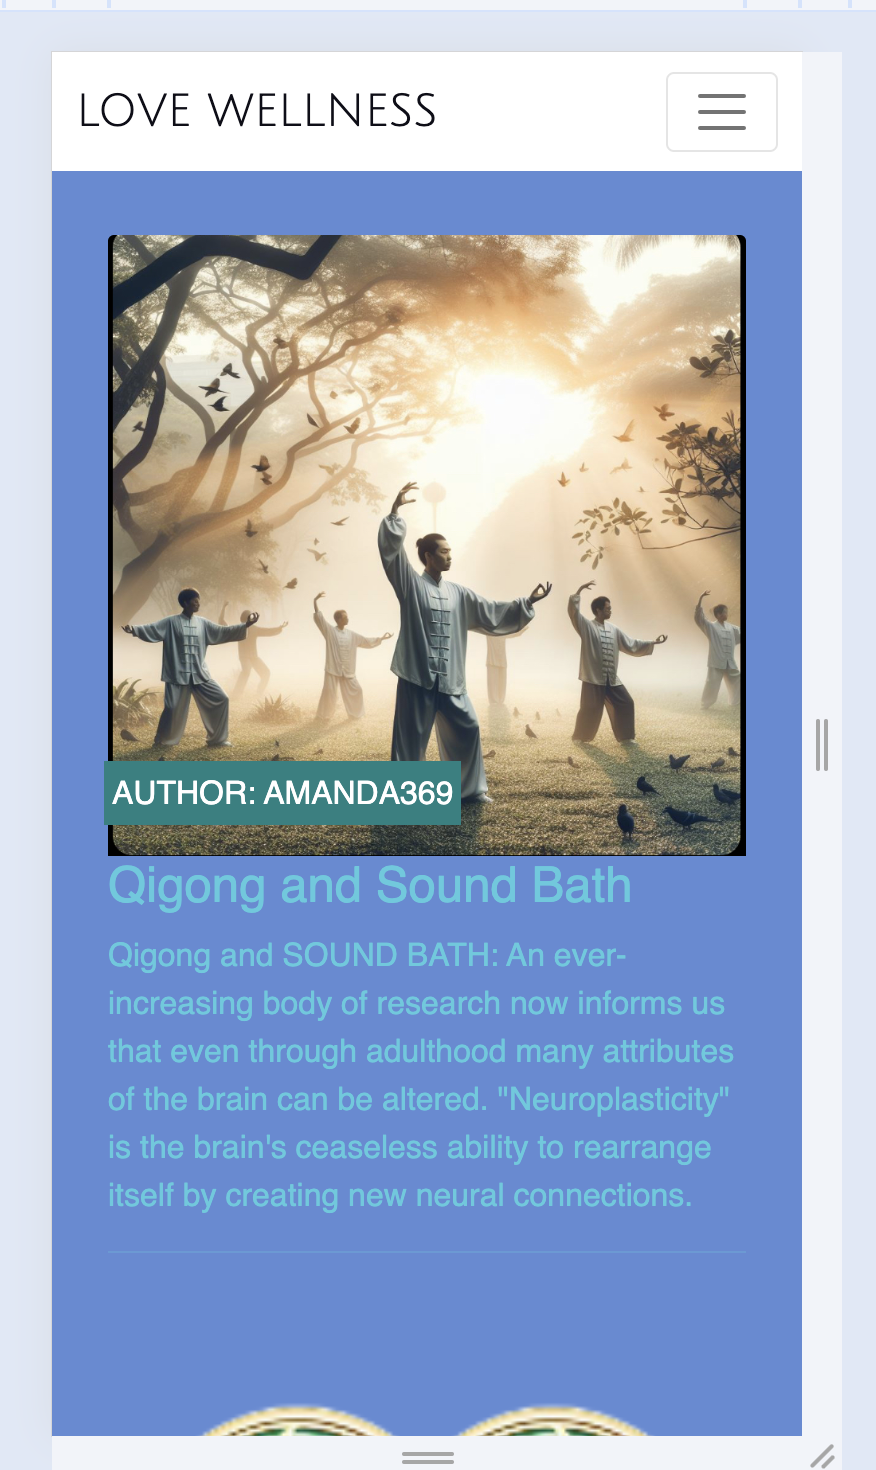 LOVE WELLNESS
AUTHOR: AMANDA369
Qigong and Sound Bath
Qigong and SOUND BATH: An ever-
increasing body of research now informs us
that even through adulthood many attributes
of the brain can be altered. "Neuroplasticity"
is the brain's ceaseless ability to rearrange
itself by creating new neural connections.